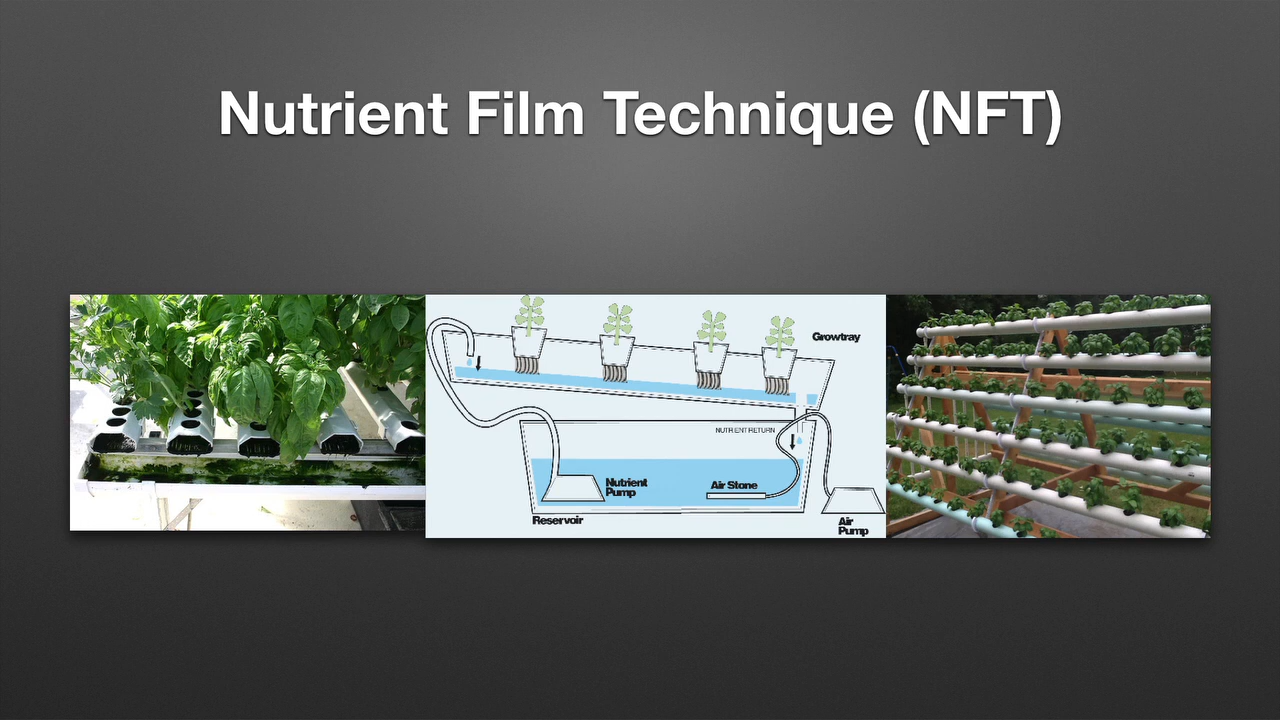 Nutrient Film Technique (NFT)
Growtray
NUTRIENT RETURN
Nutrient
Pump
Air Stone
Reservoir
Air
Pump